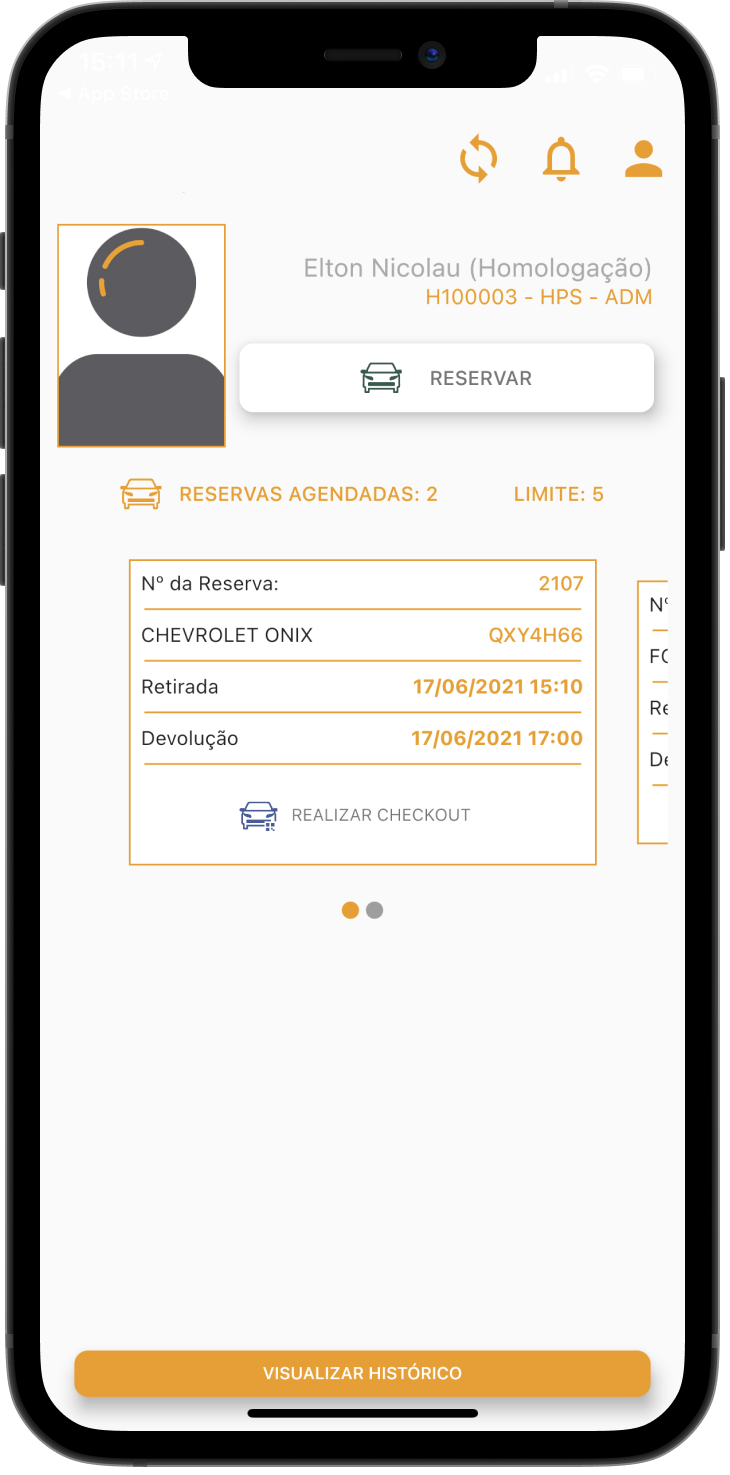 15:11
◀ App Store
Elton Nicolau (Homologação)
H100003 - HPS - ADM
RESERVAR
RESERVAS AGENDADAS: 2 LIMITE: 5
Nº da Reserva: 2107
CHEVROLET ONIX QXY4H66
Retirada 17/06/2021 15:10
Devolução 17/06/2021 17:00
REALIZAR CHECKOUT
Nº
FO
Re
De
VISUALIZAR HISTÓRICO